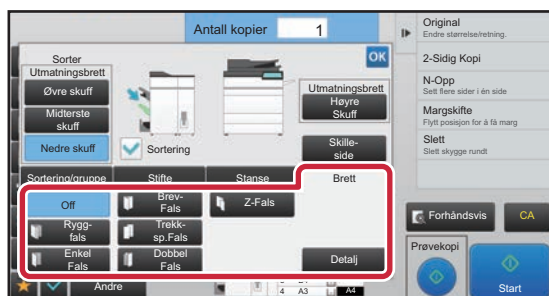 Antall kopier 1
OK
Sorter
Utmatningsbrett
Øvre skuff
Midterste
skuff
Nedre skuff
Sortering
Utmatningsbrett
Høyre
Skuff
Skille-
side
Sortering/gruppe
Stifte
Stanse
Brett
Off
Brev-
Fals
Z-Fals
Rygg-
fals
Trekk-
sp.Fals
Enkel
Fals
Dobbel
Fals
Detalj
Andre
4 A3 A4
Original
Endre størrelse/retning.
2-Sidig Kopi
N-Opp
Sett flere sider i én side
Margskifte
Flytt posisjon for å få marg
Slett
Slett skygge rundt
Forhåndsvis
CA
Prøvekopi
Start